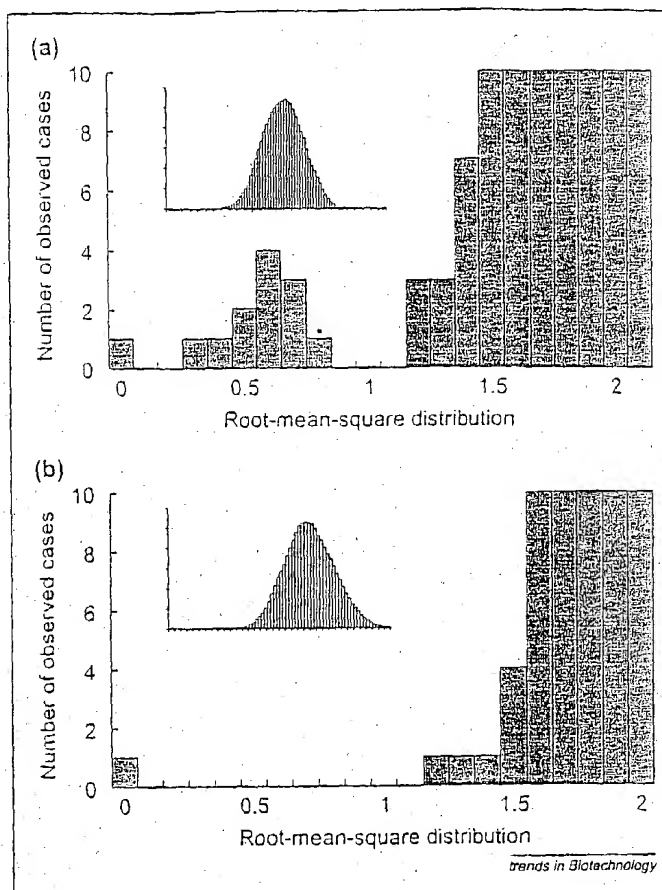 (a)
10
8
6
4
2
0
Number of observed cases
0 0.5 1 1.5 2
Root-mean-square distribution
(b)
10
8
6
4
2
0
Number of observed cases
0 0.5 1 1.5 2
Root-mean-square distribution
trends in Biotechnology